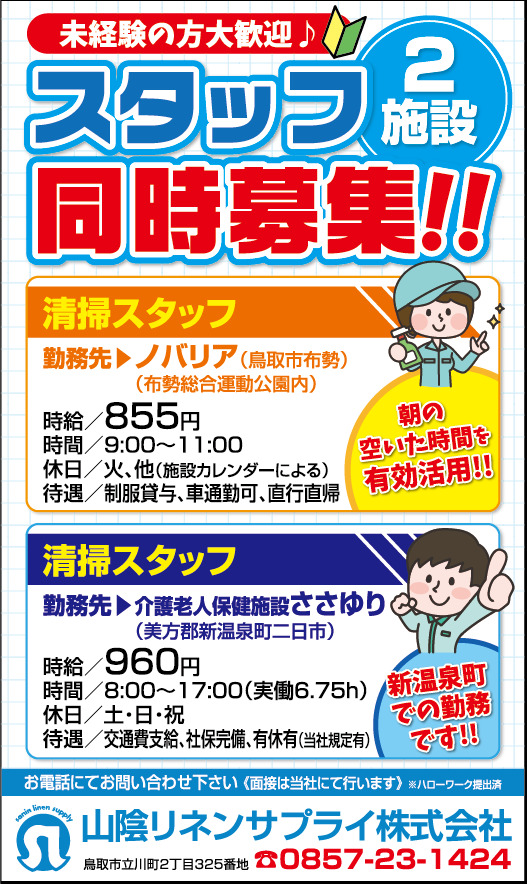 未経験の方大歓迎♪
スタッフ
2施設
同時募集!!
清掃スタッフ
勤務先▶ノバリア（鳥取市布勢）
（布勢総合運動公園内）
時給／855円
時間／9:00〜11:00
休日／火、他（施設カレンダーによる）
待遇／制服貸与、車通勤可、直行直帰
朝の
空いた時間を
有効活用!!
清掃スタッフ
勤務先▶介護老人保健施設ささゆり
（美方郡新温泉町二日市）
時給／960円
時間／8:00〜17:00（実働6.75h）
休日／土・日・祝
待遇／交通費支給、社保完備、有休有（当社規定有）
新温泉町
での勤務
です!!
お電話にてお問い合わせ下さい《面接は当社にて行います》※ハローワーク提出済
sanin linen supply
山陰リネンサプライ株式会社
鳥取市立川町2丁目325番地 ☎0857-23-1424